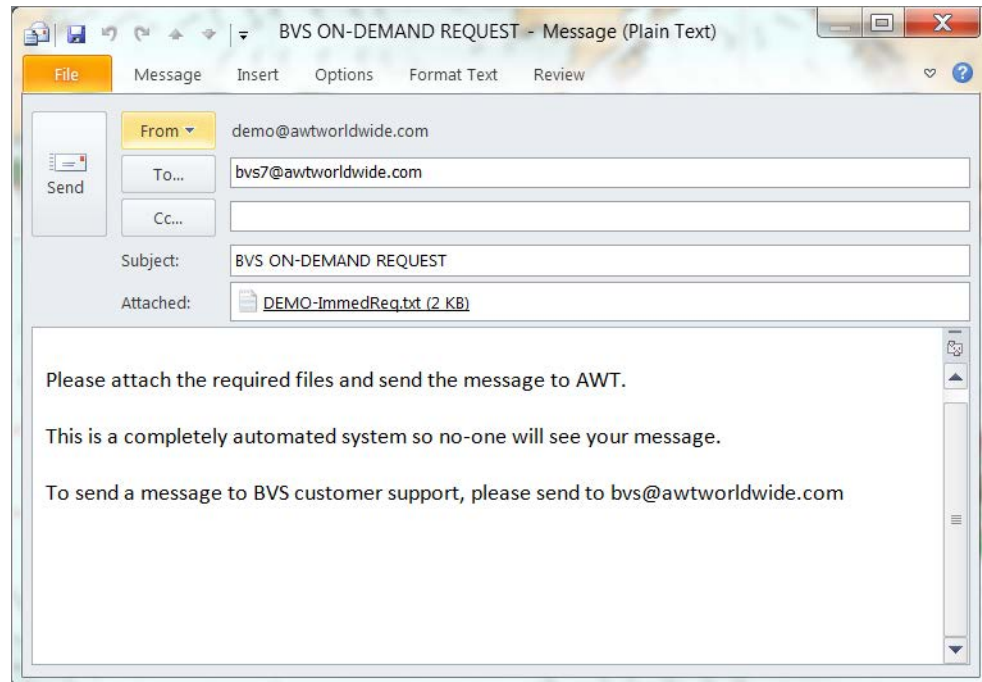 BVS ON-DEMAND REQUEST - Message (Plain Text)
File Message Insert Options Format Text Review
From demo@awtworldwide.com
Send
To... bvs7@awtworldwide.com
Cc...
Subject: BVS ON-DEMAND REQUEST
Attached: DEMO-ImmedReq.txt (2 KB)
Please attach the required files and send the message to AWT.
This is a completely automated system so no-one will see your message.
To send a message to BVS customer support, please send to bvs@awtworldwide.com